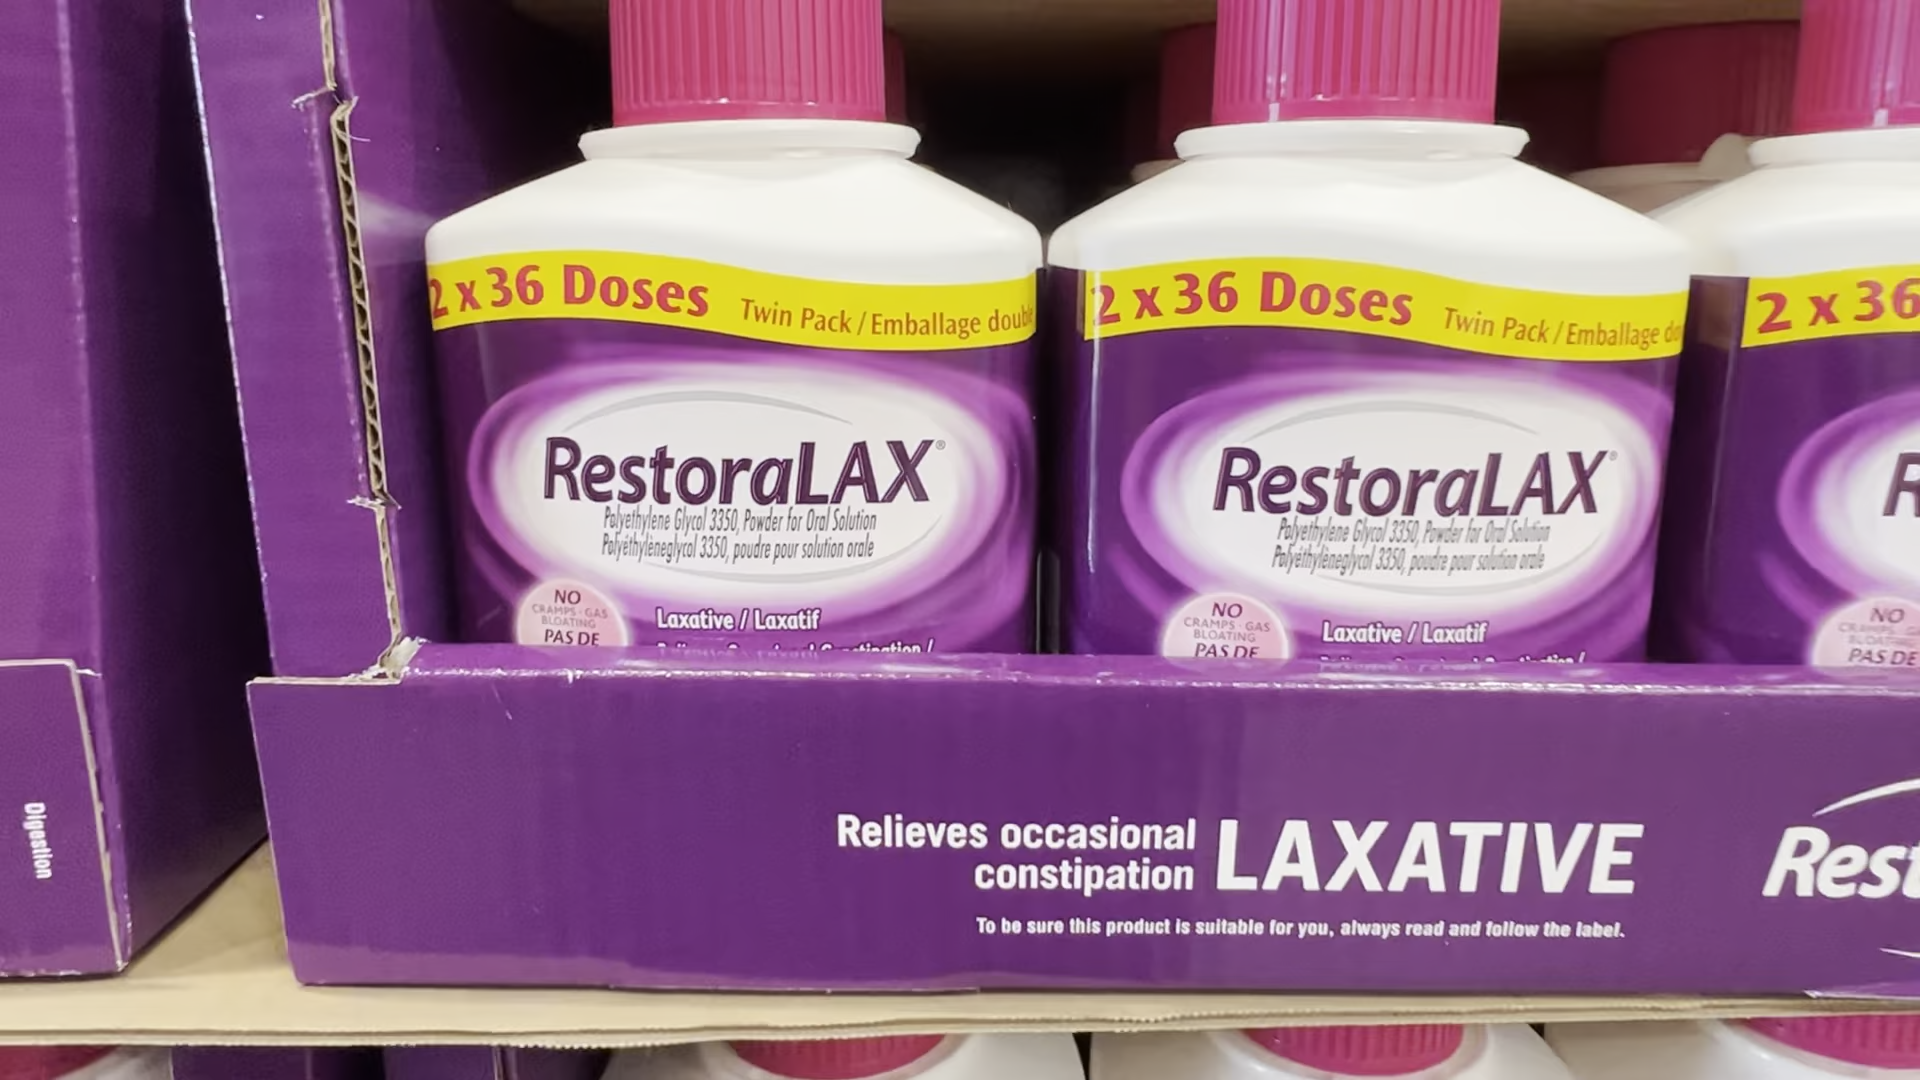 2 x 36 Doses Twin Pack / Emballage doubl
RestoraLAX®
Polyethylene Glycol 3350, Powder for Oral Solution
Polyéthylèneglycol 3350, poudre pour solution orale
NO
CRAMPS · GAS
BLOATING
PAS DE
Laxative / Laxatif
2 x 36 Doses Twin Pack / Emballage dou
RestoraLAX®
Polyethylene Glycol 3350, Powder for Oral Solution
Polyéthylèneglycol 3350, poudre pour solution orale
NO
CRAMPS · GAS
BLOATING
PAS DE
Laxative / Laxatif
2 x 36
R
NO
CRAMPS · G
BLOATING
PAS DE
Digestion
Relieves occasional
constipation
LAXATIVE
To be sure this product is suitable for you, always read and follow the label.
Rest